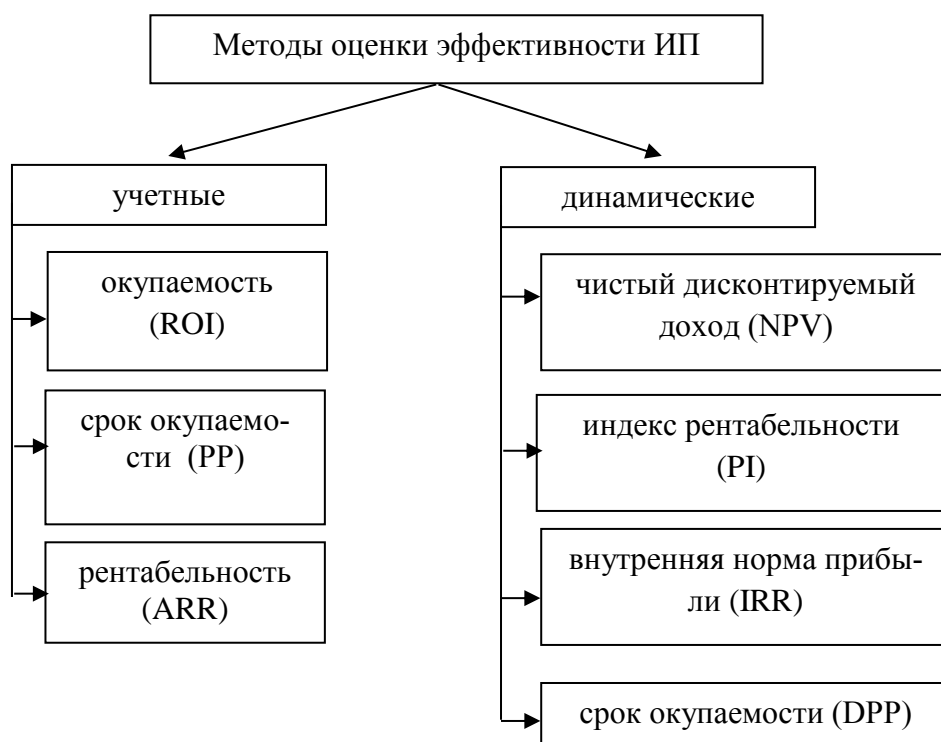 Методы оценки эффективности ИП
учетные
окупаемость
(ROI)
срок окупаемо-
сти (PP)
рентабельность
(ARR)
динамические
чистый дисконтируемый
доход (NPV)
индекс рентабельности
(PI)
внутренняя норма прибы-
ли (IRR)
срок окупаемости (DPP)